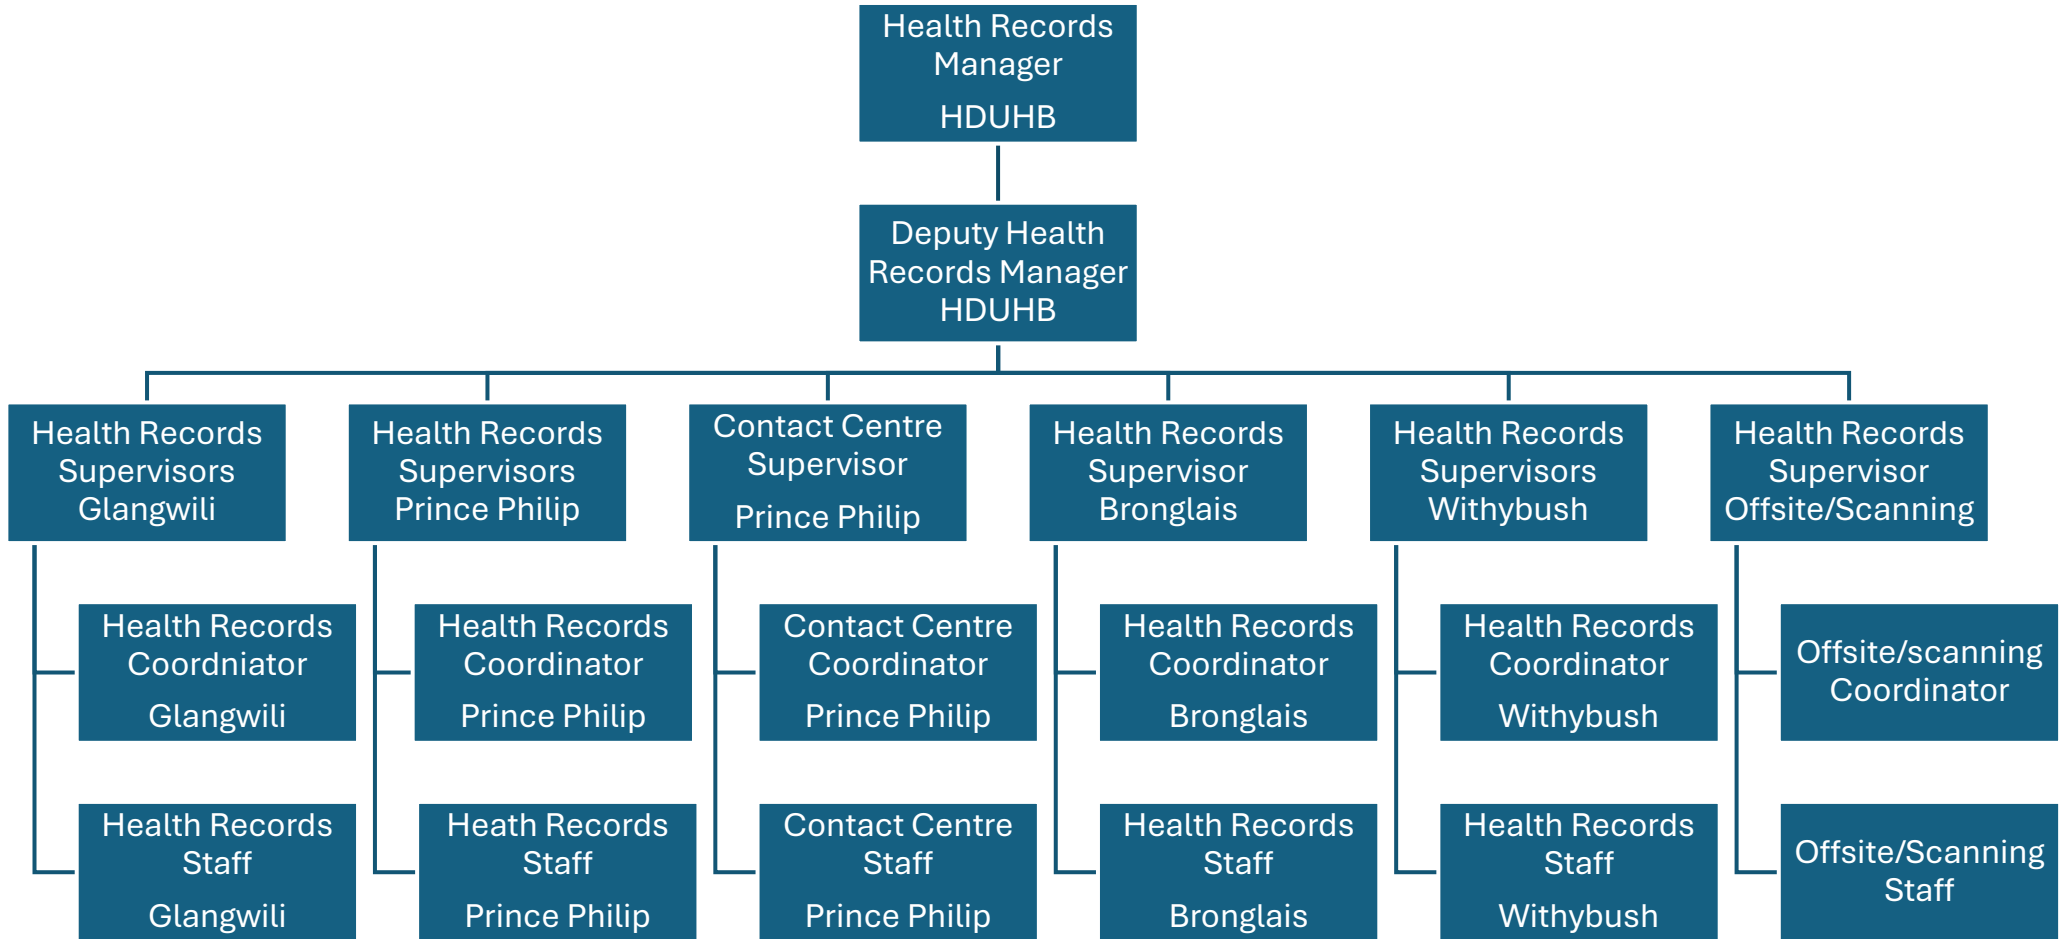 Health Records
Manager
HDUHB
Deputy Health
Records Manager
HDUHB
Health Records
Supervisors
Glangwili
Health Records
Supervisors
Prince Philip
Contact Centre
Supervisor
Prince Philip
Health Records
Supervisor
Bronglais
Health Records
Supervisors
Withybush
Health Records
Supervisor
Offsite/Scanning
Health Records
Coordniator
Glangwili
Health Records
Coordinator
Prince Philip
Contact Centre
Coordinator
Prince Philip
Health Records
Coordinator
Bronglais
Health Records
Coordinator
Withybush
Offsite/scanning
Coordinator
Health Records
Staff
Glangwili
Heath Records
Staff
Prince Philip
Contact Centre
Staff
Prince Philip
Health Records
Staff
Bronglais
Health Records
Staff
Withybush
Offsite/Scanning
Staff